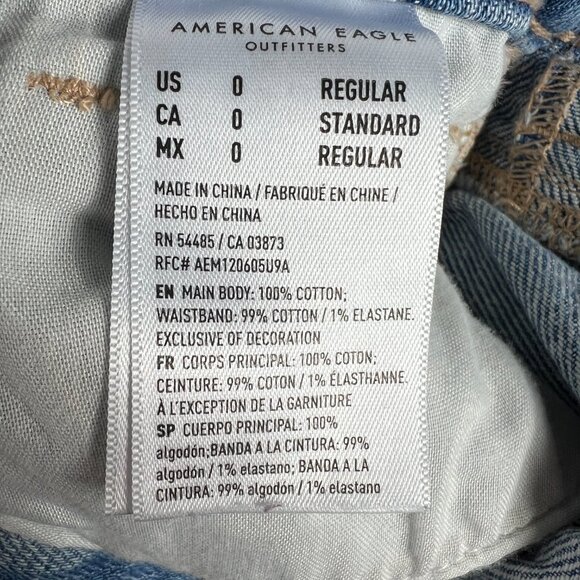 AMERICAN EAGLE
OUTFITTERS
US 0 REGULAR
CA 0 STANDARD
MX 0 REGULAR
MADE IN CHINA / FABRIQUÉ EN CHINE /
HECHO EN CHINA
RN 54485 / CA 03873
RFC# AEM120605U9A
EN MAIN BODY: 100% COTTON;
WAISTBAND: 99% COTTON / 1% ELASTANE.
EXCLUSIVE OF DECORATION
FR CORPS PRINCIPAL: 100% COTON;
CEINTURE: 99% COTON / 1% ÉLASTHANNE.
À L'EXCEPTION DE LA GARNITURE
SP CUERPO PRINCIPAL: 100%
algodón;BANDA A LA CINTURA: 99%
algodón / 1% elastano; BANDA A LA
CINTURA: 99% algodón / 1% elastano